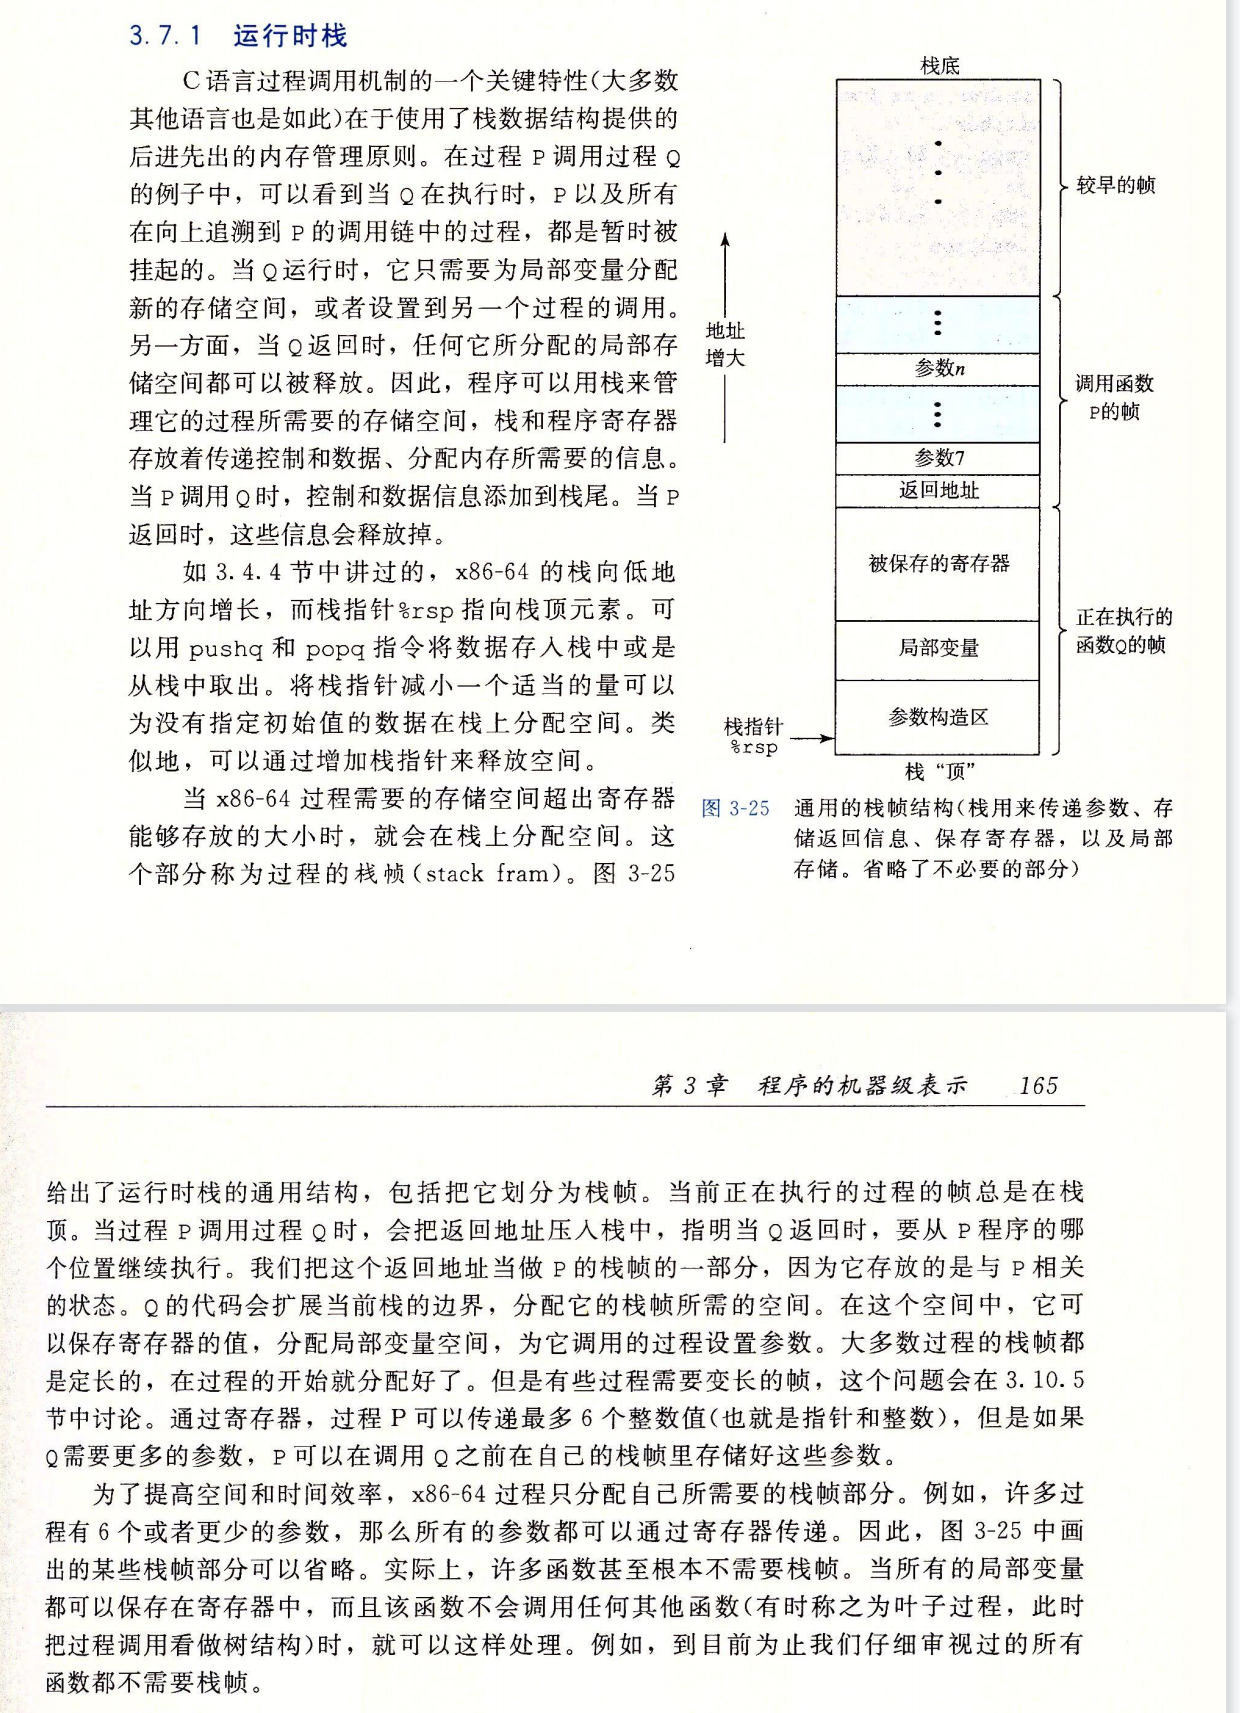 3.7.1 运行时栈
C语言过程调用机制的一个关键特性(大多数
其他语言也是如此)在于使用了栈数据结构提供的
后进先出的内存管理原则。在过程 P 调用过程 Q
的例子中，可以看到当 Q 在执行时，P 以及所有
在向上追溯到 P 的调用链中的过程，都是暂时被
挂起的。当 Q 运行时，它只需要为局部变量分配
新的存储空间，或者设置到另一个过程的调用。
另一方面，当 Q 返回时，任何它所分配的局部存
储空间都可以被释放。因此，程序可以用栈来管
理它的过程所需要的存储空间，栈和程序寄存器
存放着传递控制和数据、分配内存所需要的信息。
当 P 调用 Q 时，控制和数据信息添加到栈尾。当 P
返回时，这些信息会释放掉。
如 3.4.4 节中讲过的，x86-64 的栈向低地
址方向增长，而栈指针%rsp 指向栈顶元素。可
以用 pushq 和 popq 指令将数据存入栈中或是
从栈中取出。将栈指针减小一个适当的量可以
为没有指定初始值的数据在栈上分配空间。类
似地，可以通过增加栈指针来释放空间。
当 x86-64 过程需要的存储空间超出寄存器
能够存放的大小时，就会在栈上分配空间。这
个部分称为过程的栈帧(stack fram)。图 3-25
栈底
较早的帧
地址
增大
参数n
调用函数
P的帧
参数7
返回地址
被保存的寄存器
正在执行的
函数Q的帧
局部变量
参数构造区
栈指针
%rsp
栈“顶”
图 3-25 通用的栈帧结构(栈用来传递参数、存
储返回信息、保存寄存器，以及局部
存储。省略了不必要的部分)
第 3 章 程序的机器级表示 165
给出了运行时栈的通用结构，包括把它划分为栈帧。当前正在执行的过程的帧总是在栈
顶。当过程 P 调用过程 Q 时，会把返回地址压入栈中，指明当 Q 返回时，要从 P 程序的哪
个位置继续执行。我们把这个返回地址当做 P 的栈帧的一部分，因为它存放的是与 P 相关
的状态。Q 的代码会扩展当前栈的边界，分配它的栈帧所需的空间。在这个空间中，它可
以保存寄存器的值，分配局部变量空间，为它调用的过程设置参数。大多数过程的栈帧都
是定长的，在过程的开始就分配好了。但是有些过程需要变长的帧，这个问题会在 3.10.5
节中讨论。通过寄存器，过程 P 可以传递最多 6 个整数值(也就是指针和整数)，但是如果
Q 需要更多的参数，P 可以在调用 Q 之前在自己的栈帧里存储好这些参数。
为了提高空间和时间效率，x86-64 过程只分配自己所需要的栈帧部分。例如，许多过
程有 6 个或者更少的参数，那么所有的参数都可以通过寄存器传递。因此，图 3-25 中画
出的某些栈帧部分可以省略。实际上，许多函数甚至根本不需要栈帧。当所有的局部变量
都可以保存在寄存器中，而且该函数不会调用任何其他函数(有时称之为叶子过程，此时
把过程调用看做树结构)时，就可以这样处理。例如，到目前为止我们仔细审视过的所有
函数都不需要栈帧。